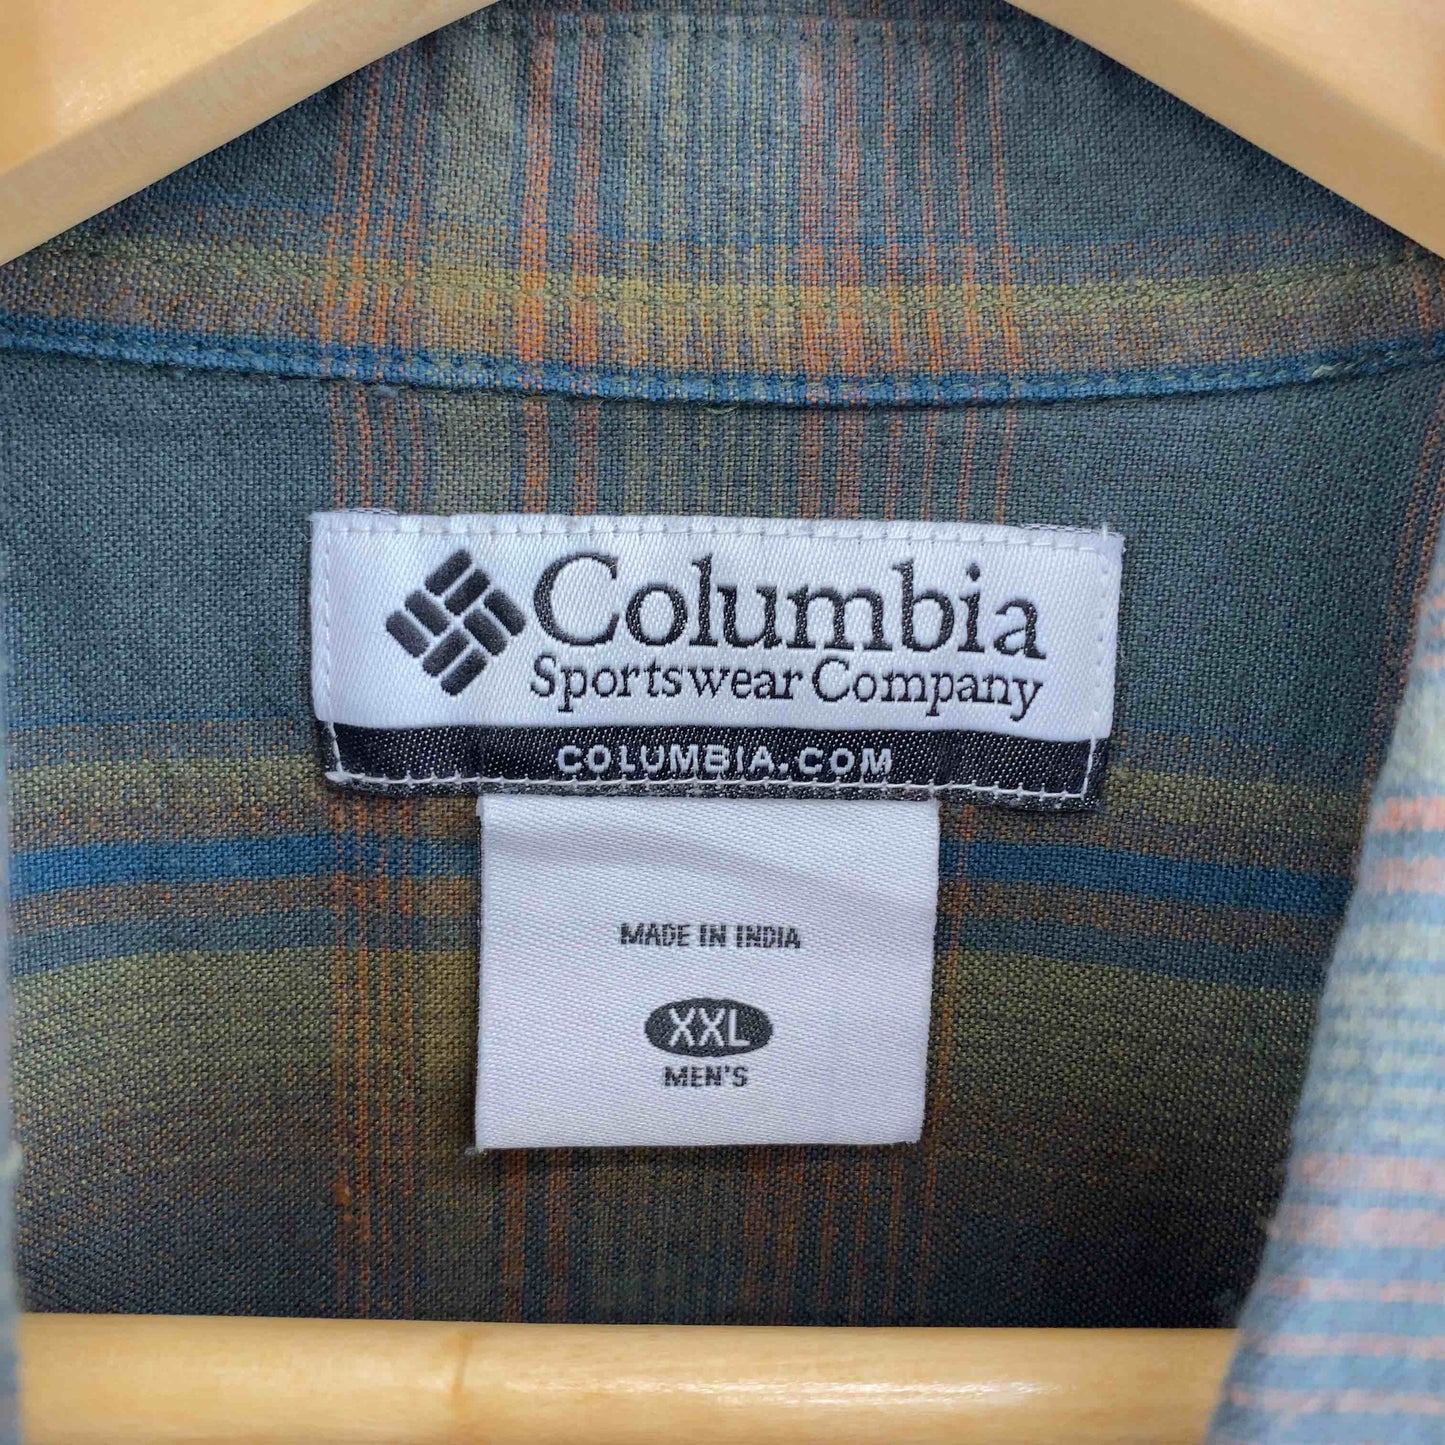 Columbia
Sportswear Company
COLUMBIA.COM
MADE IN INDIA
XXL
MEN'S